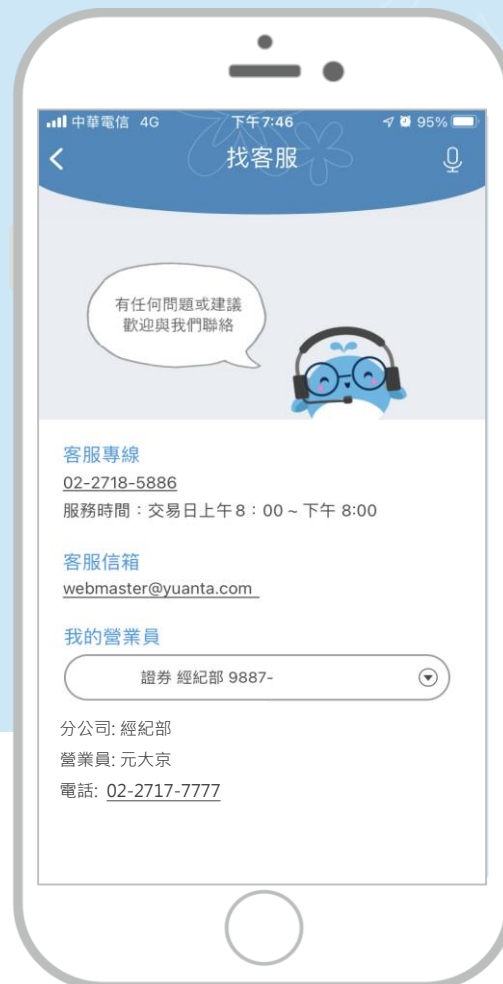 中華電信 4G 下午7:46 95%
找客服
有任何問題或建議
歡迎與我們聯絡
客服專線
02-2718-5886
服務時間：交易日上午8：00 ~ 下午 8:00
客服信箱
webmaster@yuanta.com
我的營業員
證券 經紀部 9887-
分公司: 經紀部
營業員: 元大京
電話: 02-2717-7777